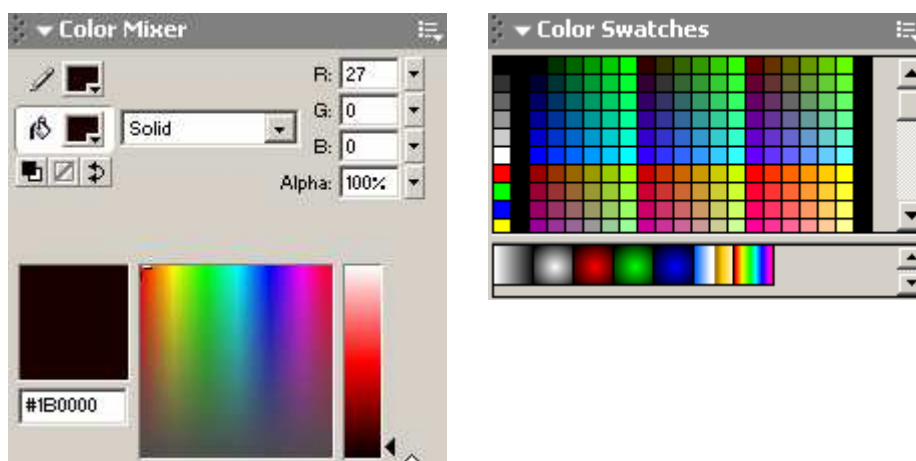 Color Mixer
R: 27
G: 0
Solid
B: 0
Alpha: 100%
#1B0000
Color Swatches